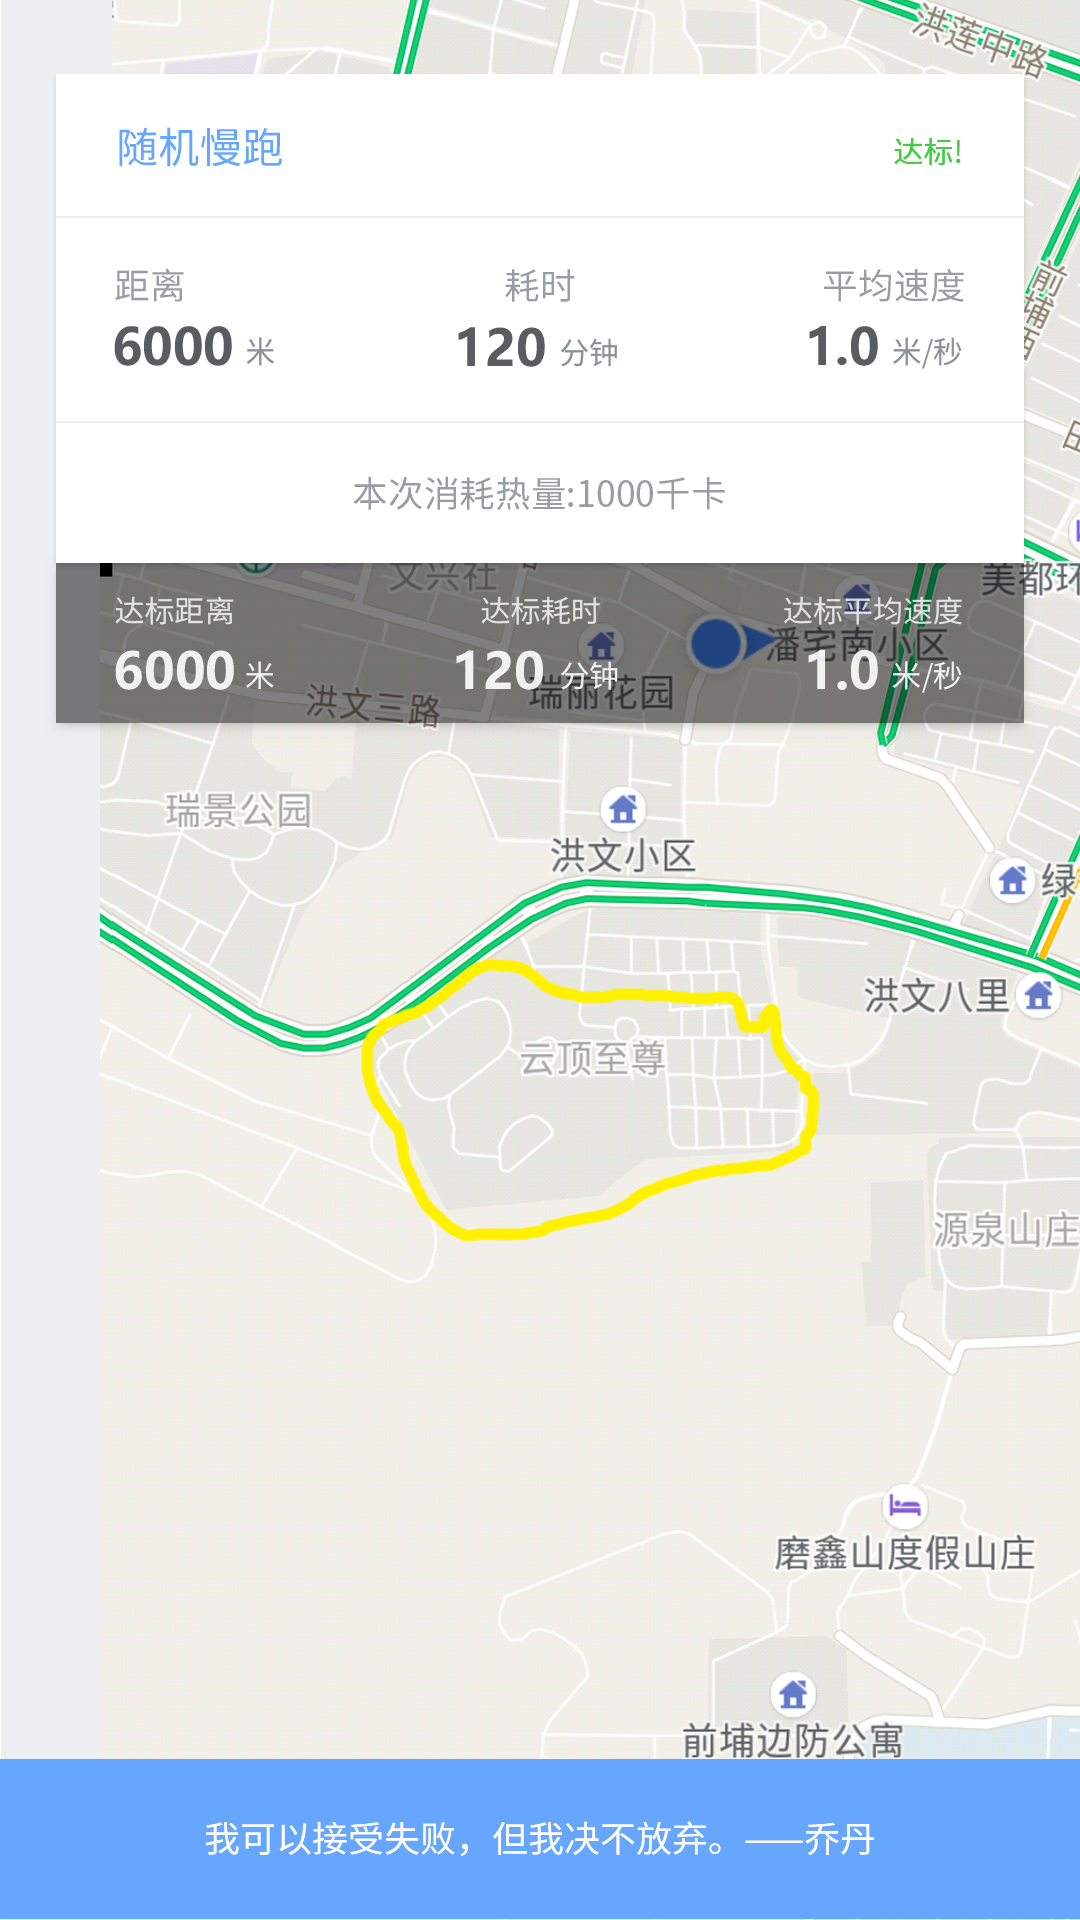 洪莲中路
随机慢跑
达标!
前埔西
距离
耗时
平均速度
6000 米
120 分钟
1.0 米/秒
本次消耗热量:1000千卡
文兴社
美都环
达标距离
达标耗时
达标平均速度
潘宅南小区
6000 米
120 分钟
1.0 米/秒
瑞丽花园
洪文三路
瑞景公园
洪文小区
绿
洪文八里
云顶至尊
源泉山庄
磨鑫山度假山庄
前埔边防公寓
我可以接受失败，但我决不放弃。——乔丹